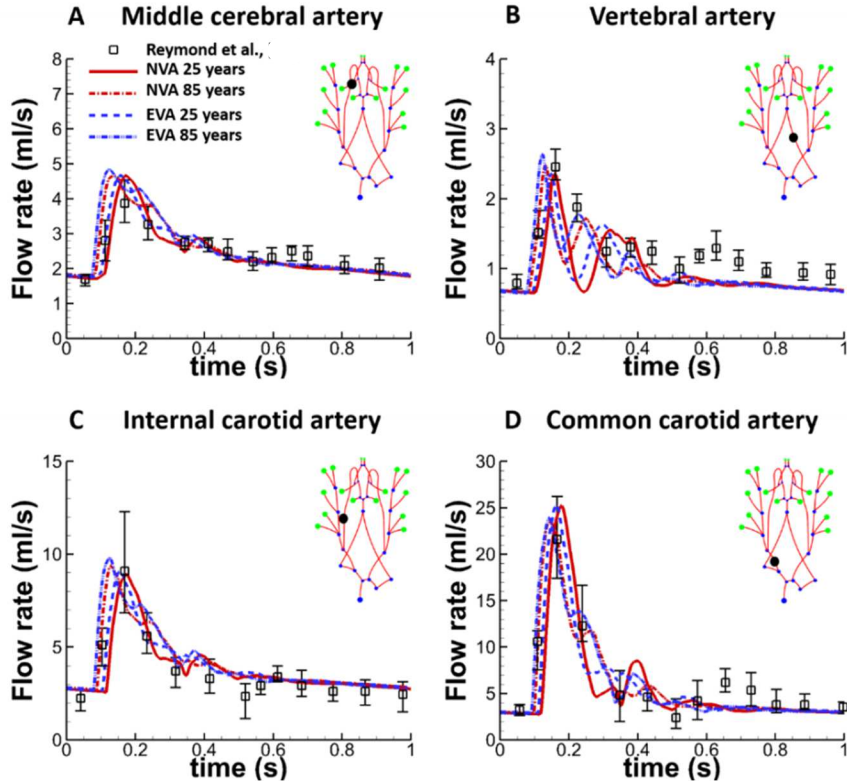 A Middle cerebral artery
Reymond et al.,
NVA 25 years
NVA 85 years
EVA 25 years
EVA 85 years
8
7
6
5
4
3
2
1
0
Flow rate (ml/s)
0 0.2 0.4 0.6 0.8 1
time (s)
B Vertebral artery
4
3
2
1
0
Flow rate (ml/s)
0 0.2 0.4 0.6 0.8 1
time (s)
C Internal carotid artery
15
10
5
0
Flow rate (ml/s)
0 0.2 0.4 0.6 0.8 1
time (s)
D Common carotid artery
30
25
20
15
10
5
0
Flow rate (ml/s)
0 0.2 0.4 0.6 0.8 1
time (s)